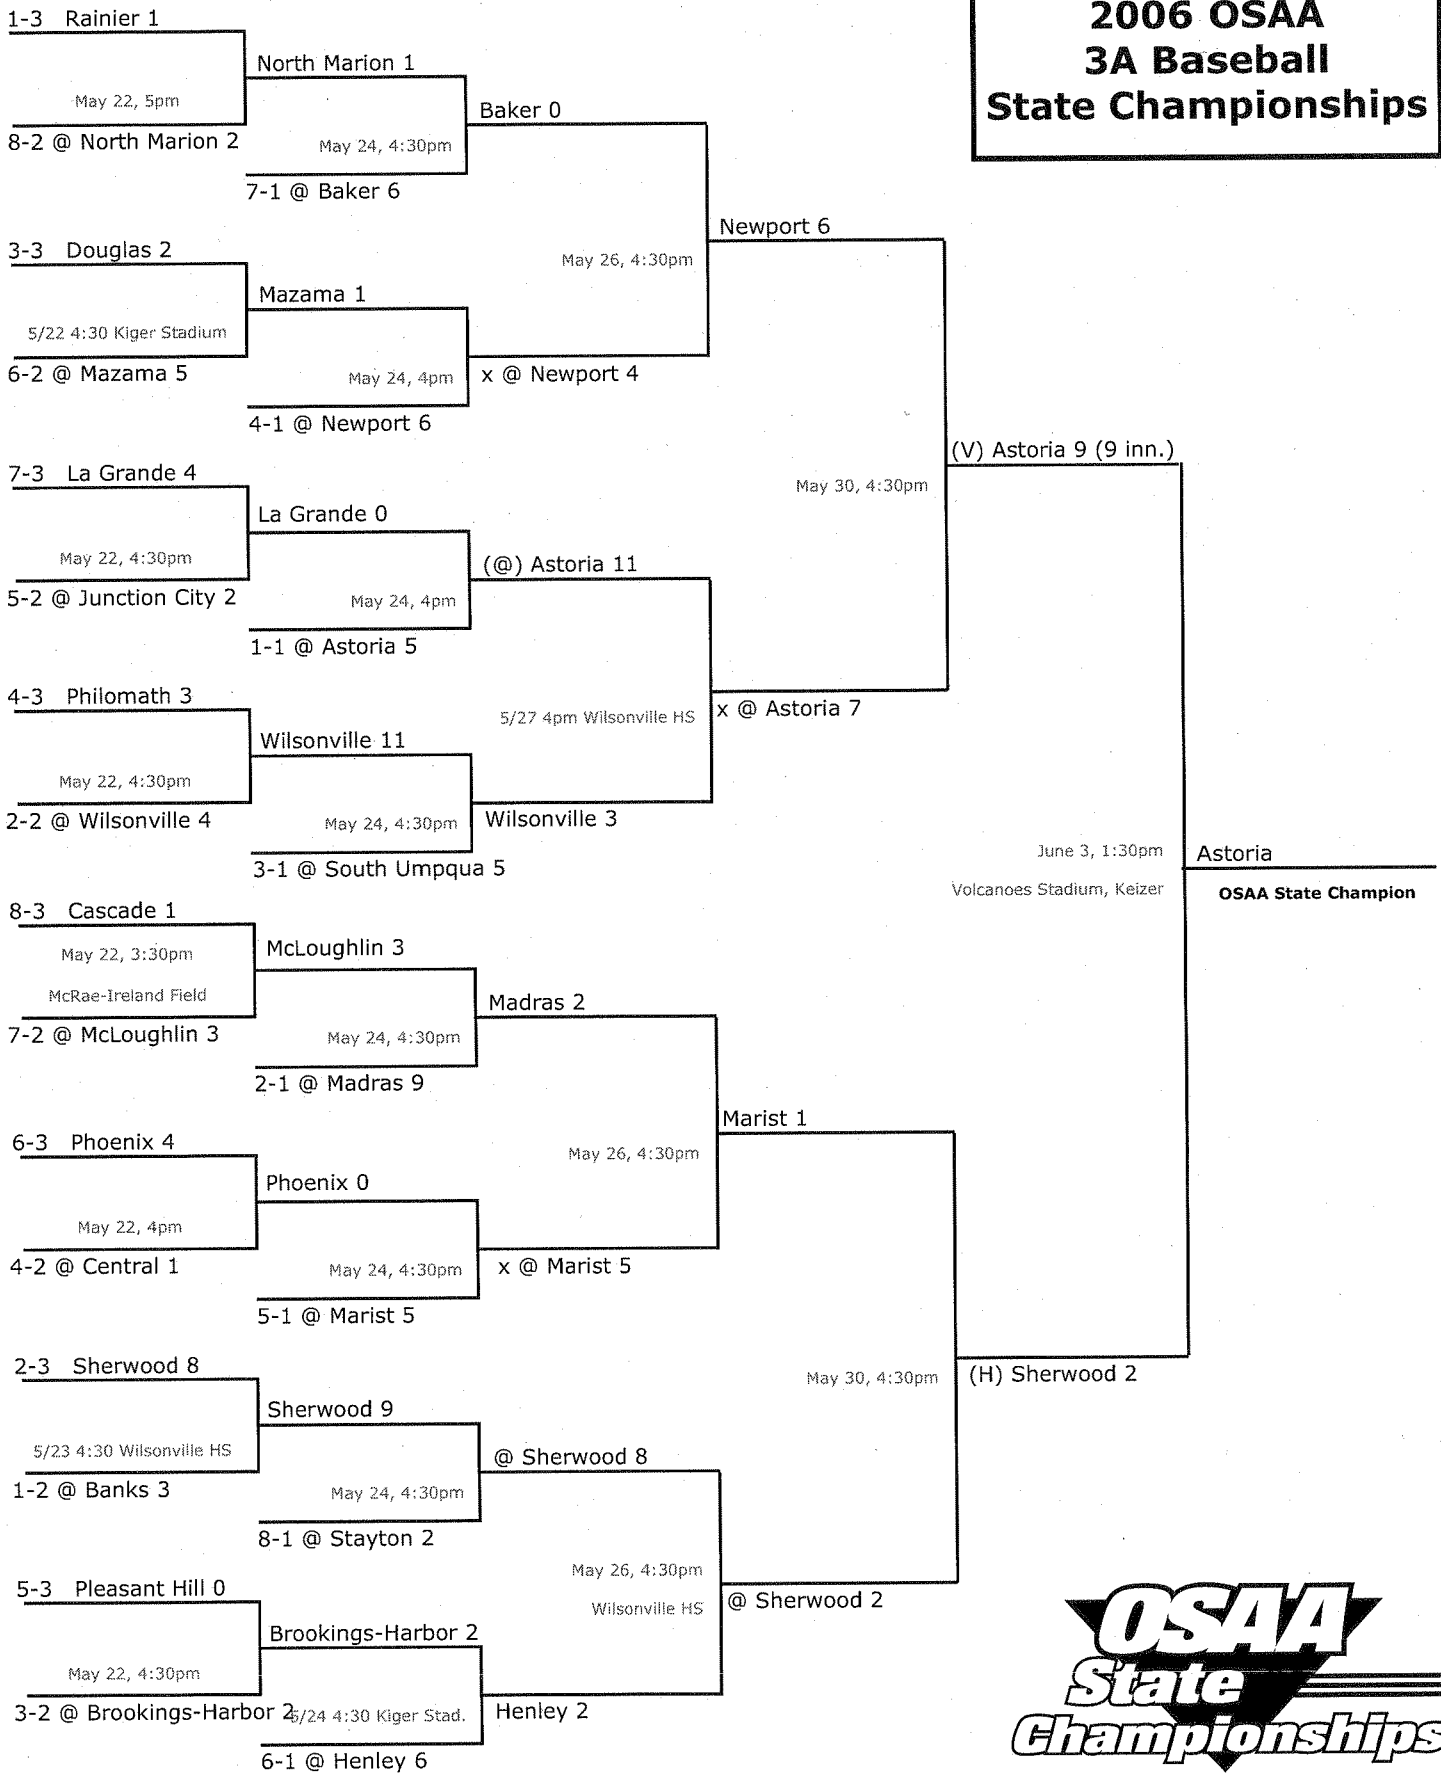 2006 OSAA
3A Baseball
State Championships
1-3 Rainier 1
North Marion 1
May 22, 5pm
Baker 0
8-2 @ North Marion 2
May 24, 4:30pm
7-1 @ Baker 6
Newport 6
3-3 Douglas 2
May 26, 4:30pm
Mazama 1
5/22 4:30 Kiger Stadium
6-2 @ Mazama 5
May 24, 4pm
x @ Newport 4
4-1 @ Newport 6
(V) Astoria 9 (9 inn.)
7-3 La Grande 4
May 30, 4:30pm
La Grande 0
May 22, 4:30pm
(@) Astoria 11
5-2 @ Junction City 2
May 24, 4pm
1-1 @ Astoria 5
4-3 Philomath 3
5/27 4pm Wilsonville HS
x @ Astoria 7
Wilsonville 11
May 22, 4:30pm
2-2 @ Wilsonville 4
May 24, 4:30pm
Wilsonville 3
3-1 @ South Umpqua 5
June 3, 1:30pm
Astoria
Volcanoes Stadium, Keizer
OSAA State Champion
8-3 Cascade 1
McLoughlin 3
May 22, 3:30pm
McRae-Ireland Field
Madras 2
7-2 @ McLoughlin 3
May 24, 4:30pm
2-1 @ Madras 9
Marist 1
6-3 Phoenix 4
May 26, 4:30pm
Phoenix 0
May 22, 4pm
4-2 @ Central 1
May 24, 4:30pm
x @ Marist 5
5-1 @ Marist 5
2-3 Sherwood 8
May 30, 4:30pm
(H) Sherwood 2
Sherwood 9
5/23 4:30 Wilsonville HS
@ Sherwood 8
1-2 @ Banks 3
May 24, 4:30pm
8-1 @ Stayton 2
May 26, 4:30pm
5-3 Pleasant Hill 0
Wilsonville HS
@ Sherwood 2
Brookings-Harbor 2
May 22, 4:30pm
3-2 @ Brookings-Harbor 2
5/24 4:30 Kiger Stad.
Henley 2
6-1 @ Henley 6
OSAA
State
Championships